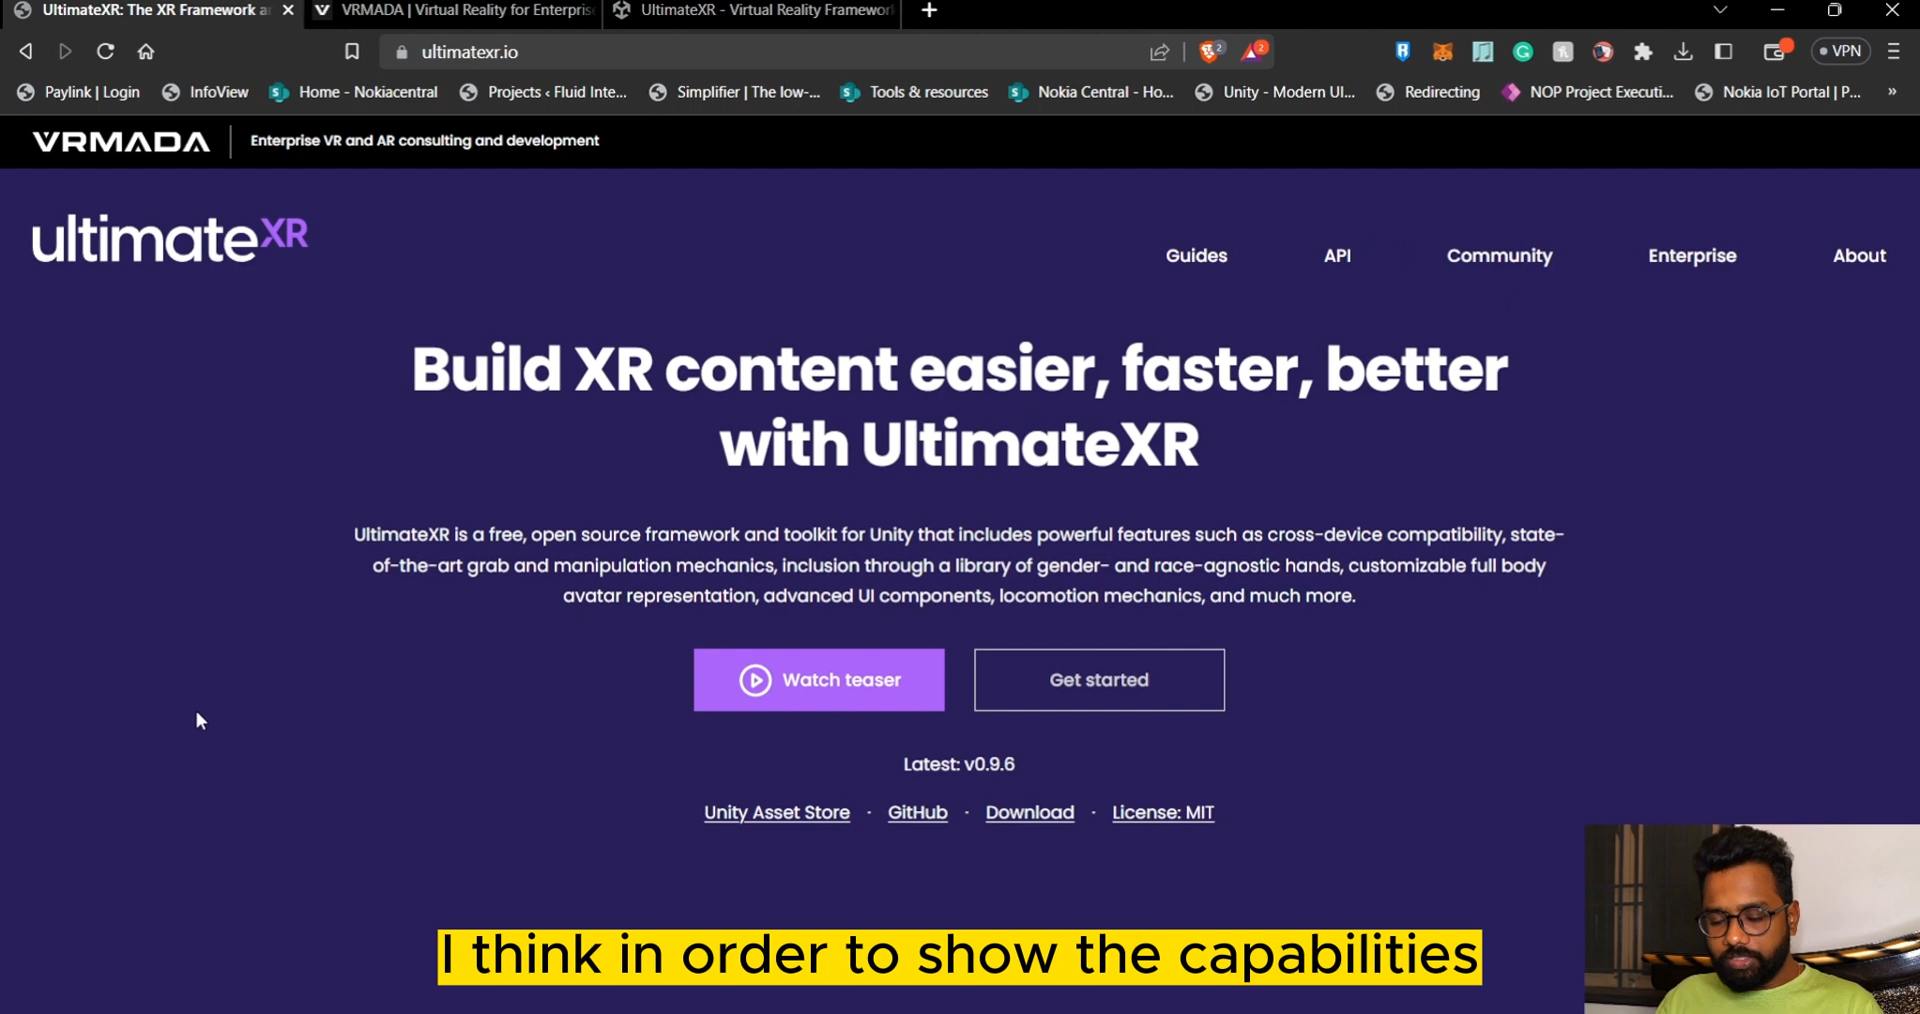 UltimateXR: The XR Framework a
VRMADA | Virtual Reality for Enterpris
UltimateXR - Virtual Reality Framewor
ultimatexr.io
2
2
VPN
Paylink | Login
InfoView
Home - Nokiacentral
Projects ‹ Fluid Inte...
Simplifier | The low-...
Tools & resources
Nokia Central - Ho...
Unity - Modern UI...
Redirecting
NOP Project Executi...
Nokia IoT Portal | P...
»
VRMADA
Enterprise VR and AR consulting and development
ultimateXR
Guides
API
Community
Enterprise
About
Build XR content easier, faster, better
with UltimateXR
UltimateXR is a free, open source framework and toolkit for Unity that includes powerful features such as cross-device compatibility, state-
of-the-art grab and manipulation mechanics, inclusion through a library of gender- and race-agnostic hands, customizable full body
avatar representation, advanced UI components, locomotion mechanics, and much more.
Watch teaser
Get started
Latest: v0.9.6
Unity Asset Store · GitHub · Download · License: MIT
I think in order to show the capabilities